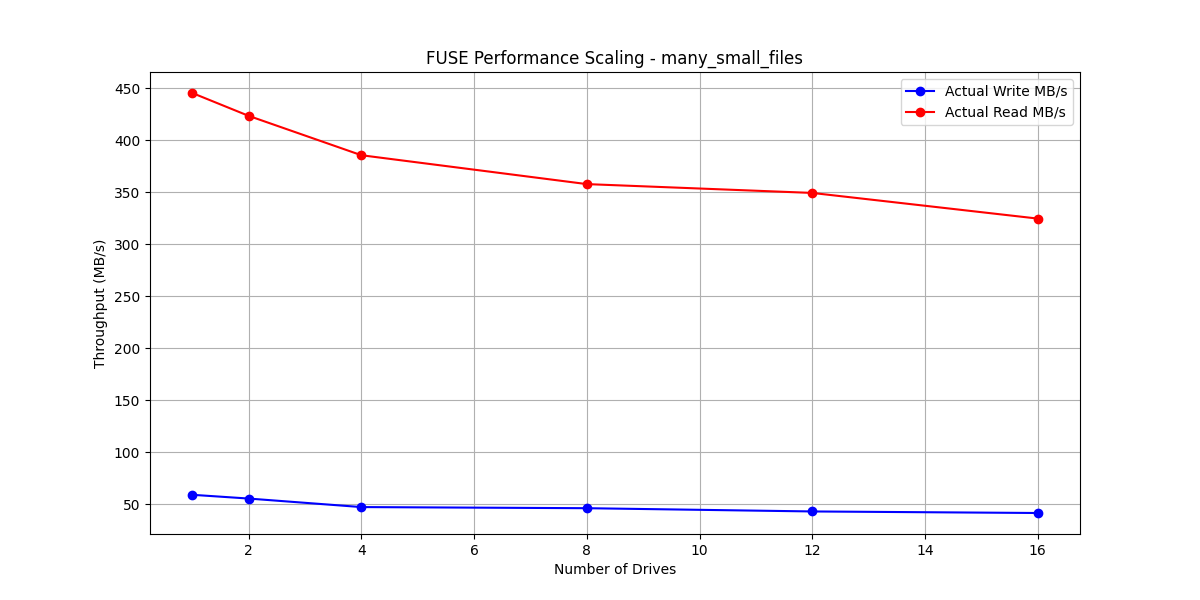 FUSE Performance Scaling - many_small_files
Actual Write MB/s
Actual Read MB/s
Throughput (MB/s)
450
400
350
300
250
200
150
100
50
2 4 6 8 10 12 14 16
Number of Drives